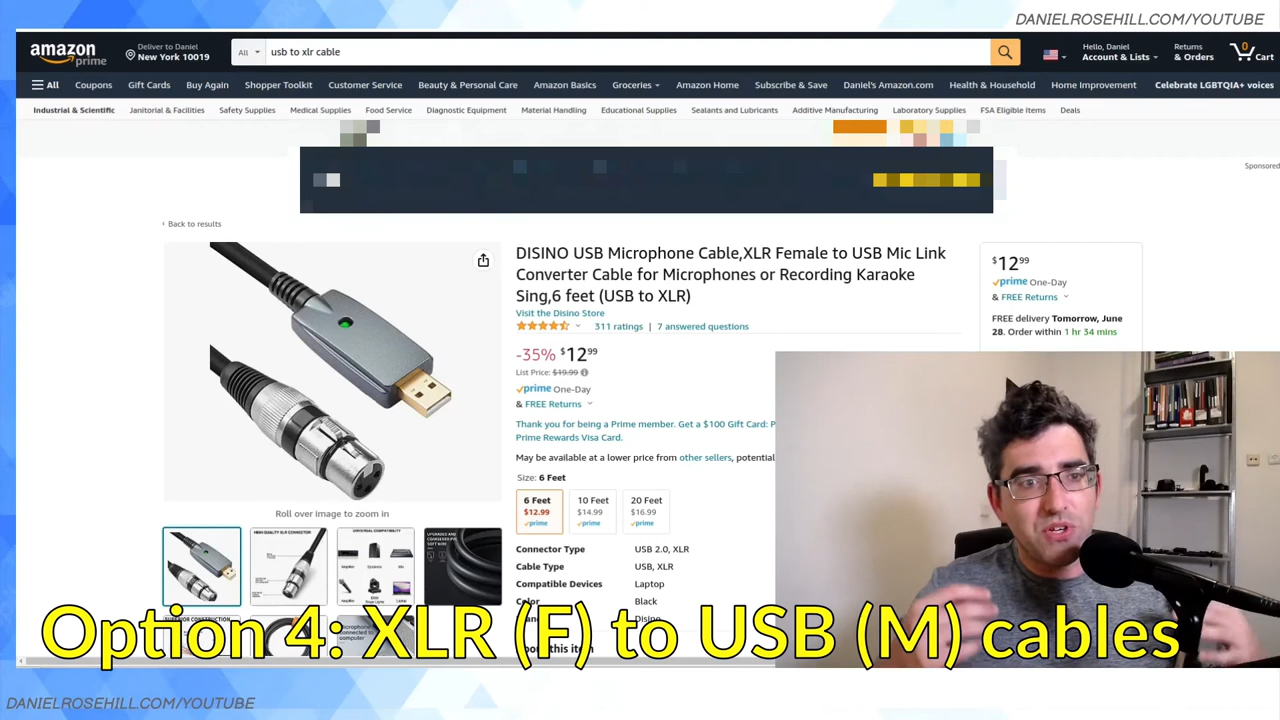 DANIELROSEHILL.COM/YOUTUBE
amazon prime
Deliver to Daniel
New York 10019
All
usb to xlr cable
Hello, Daniel
Account & Lists
Returns
& Orders
0
Cart
All
Coupons
Gift Cards
Buy Again
Shopper Toolkit
Customer Service
Beauty & Personal Care
Amazon Basics
Groceries
Amazon Home
Subscribe & Save
Daniel's Amazon.com
Health & Household
Home Improvement
Celebrate LGBTQIA+ voices
Industrial & Scientific
Janitorial & Facilities
Safety Supplies
Medical Supplies
Food Service
Diagnostic Equipment
Material Handling
Educational Supplies
Sealants and Lubricants
Additive Manufacturing
Laboratory Supplies
FSA Eligible Items
Deals
Sponsored
‹ Back to results
DISINO USB Microphone Cable,XLR Female to USB Mic Link
Converter Cable for Microphones or Recording Karaoke
Sing,6 feet (USB to XLR)
Visit the Disino Store
311 ratings | 7 answered questions
-35% $12.99
List Price: $19.99
prime One-Day
& FREE Returns
Thank you for being a Prime member. Get a $100 Gift Card: P
Prime Rewards Visa Card.
May be available at a lower price from other sellers, potential
Size: 6 Feet
6 Feet
$12.99
prime
10 Feet
$14.99
prime
20 Feet
$16.99
prime
Connector Type USB 2.0, XLR
Cable Type USB, XLR
Compatible Devices Laptop
Color Black
Disino
this item
$12.99
prime One-Day
& FREE Returns
FREE delivery Tomorrow, June
28. Order within 1 hr 34 mins
Roll over image to zoom in
HIGH QUALITY XLR CONNECTOR
UNIVERSAL COMPATIBILITY
Option 4: XLR (F) to USB (M) cables
DANIELROSEHILL.COM/YOUTUBE